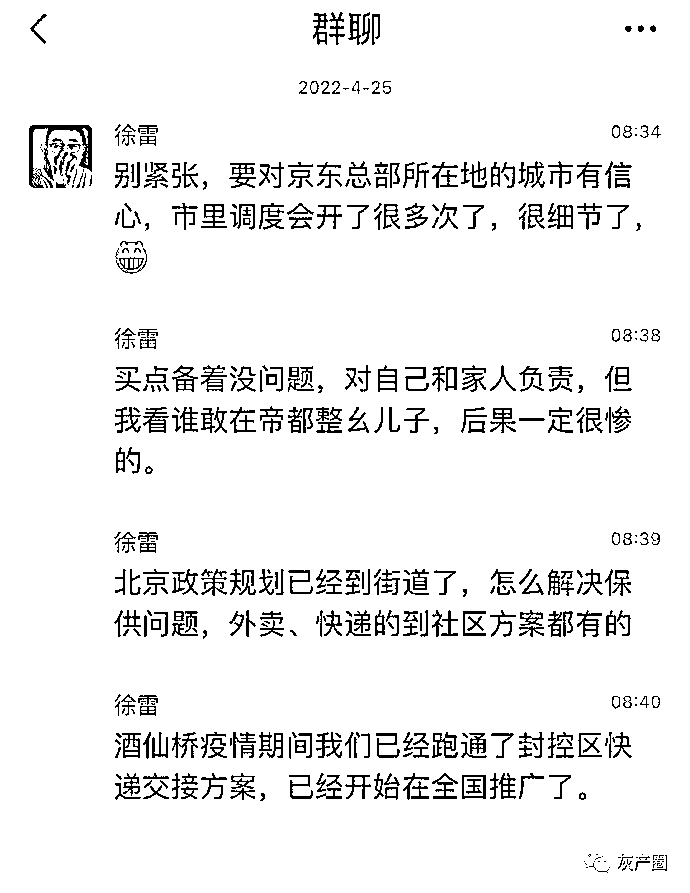 群聊
2022-4-25
徐雷 08:34
别紧张，要对京东总部所在地的城市有信
心，市里调度会开了很多次了，很细节了，
😁
徐雷 08:38
买点备着没问题，对自己和家人负责，但
我看谁敢在帝都整幺儿子，后果一定很惨
的。
徐雷 08:39
北京政策规划已经到街道了，怎么解决保
供问题，外卖、快递的到社区方案都有的
徐雷 08:40
酒仙桥疫情期间我们已经跑通了封控区快
递交接方案，已经开始在全国推广了。
灰产圈